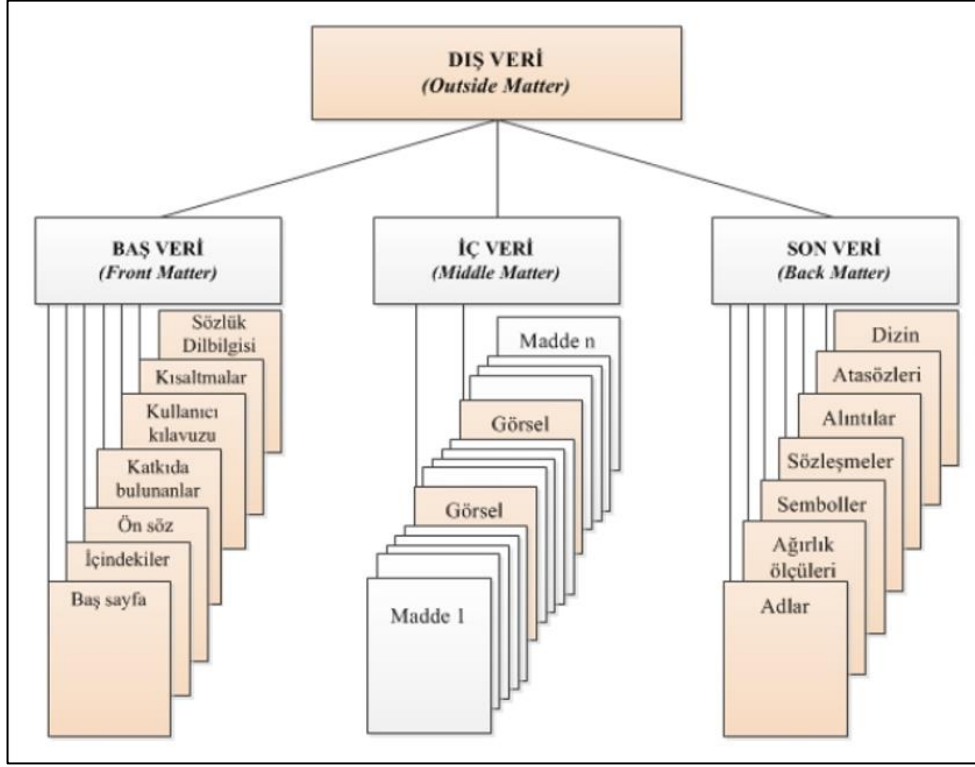 DIŞ VERİ
(Outside Matter)
BAŞ VERİ
(Front Matter)
Sözlük
Dilbilgisi
Kısaltmalar
Kullanıcı
kılavuzu
Katkıda
bulunanlar
Ön söz
İçindekiler
Baş sayfa
İÇ VERİ
(Middle Matter)
Madde n
Görsel
Görsel
Madde 1
SON VERİ
(Back Matter)
Dizin
Atasözleri
Alıntılar
Sözleşmeler
Semboller
Ağırlık
ölçüleri
Adlar